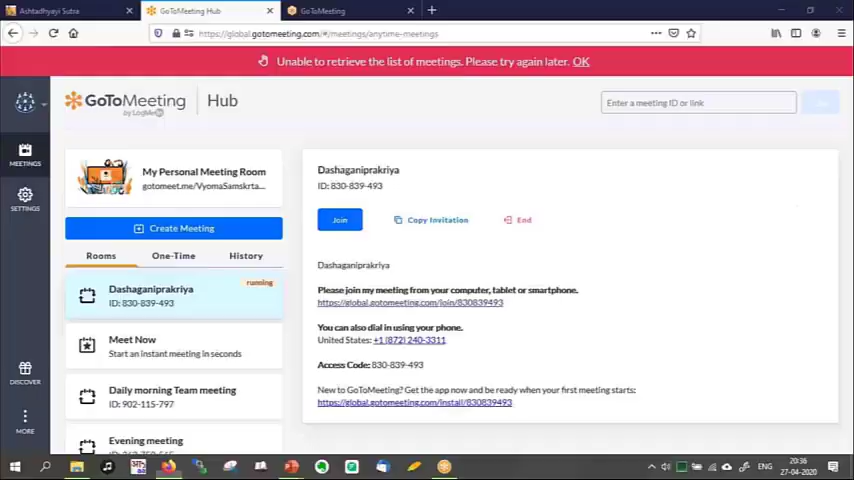 Ashtadhyayi Sutra
GoToMeeting Hub
GoToMeeting
https://global.gotomeeting.com/#/meetings/anytime-meetings
Unable to retrieve the list of meetings. Please try again later. OK
GoToMeeting
by LogMeIn
Hub
Enter a meeting ID or link
MEETINGS
SETTINGS
DISCOVER
MORE
My Personal Meeting Room
gotomeet.me/VyomaSamskrta...
Create Meeting
Rooms
One-Time
History
Dashaganiprakriya
running
ID: 830-839-493
Meet Now
Start an instant meeting in seconds
Daily morning Team meeting
ID: 902-115-797
Evening meeting
Dashaganiprakriya
ID: 830-839-493
Join
Copy Invitation
End
Dashaganiprakriya
Please join my meeting from your computer, tablet or smartphone.
https://global.gotomeeting.com/join/830839493
You can also dial in using your phone.
United States: +1 (872) 240-3311
Access Code: 830-839-493
New to GoToMeeting? Get the app now and be ready when your first meeting starts:
https://global.gotomeeting.com/install/830839493
ENG
20:36
27-04-2020